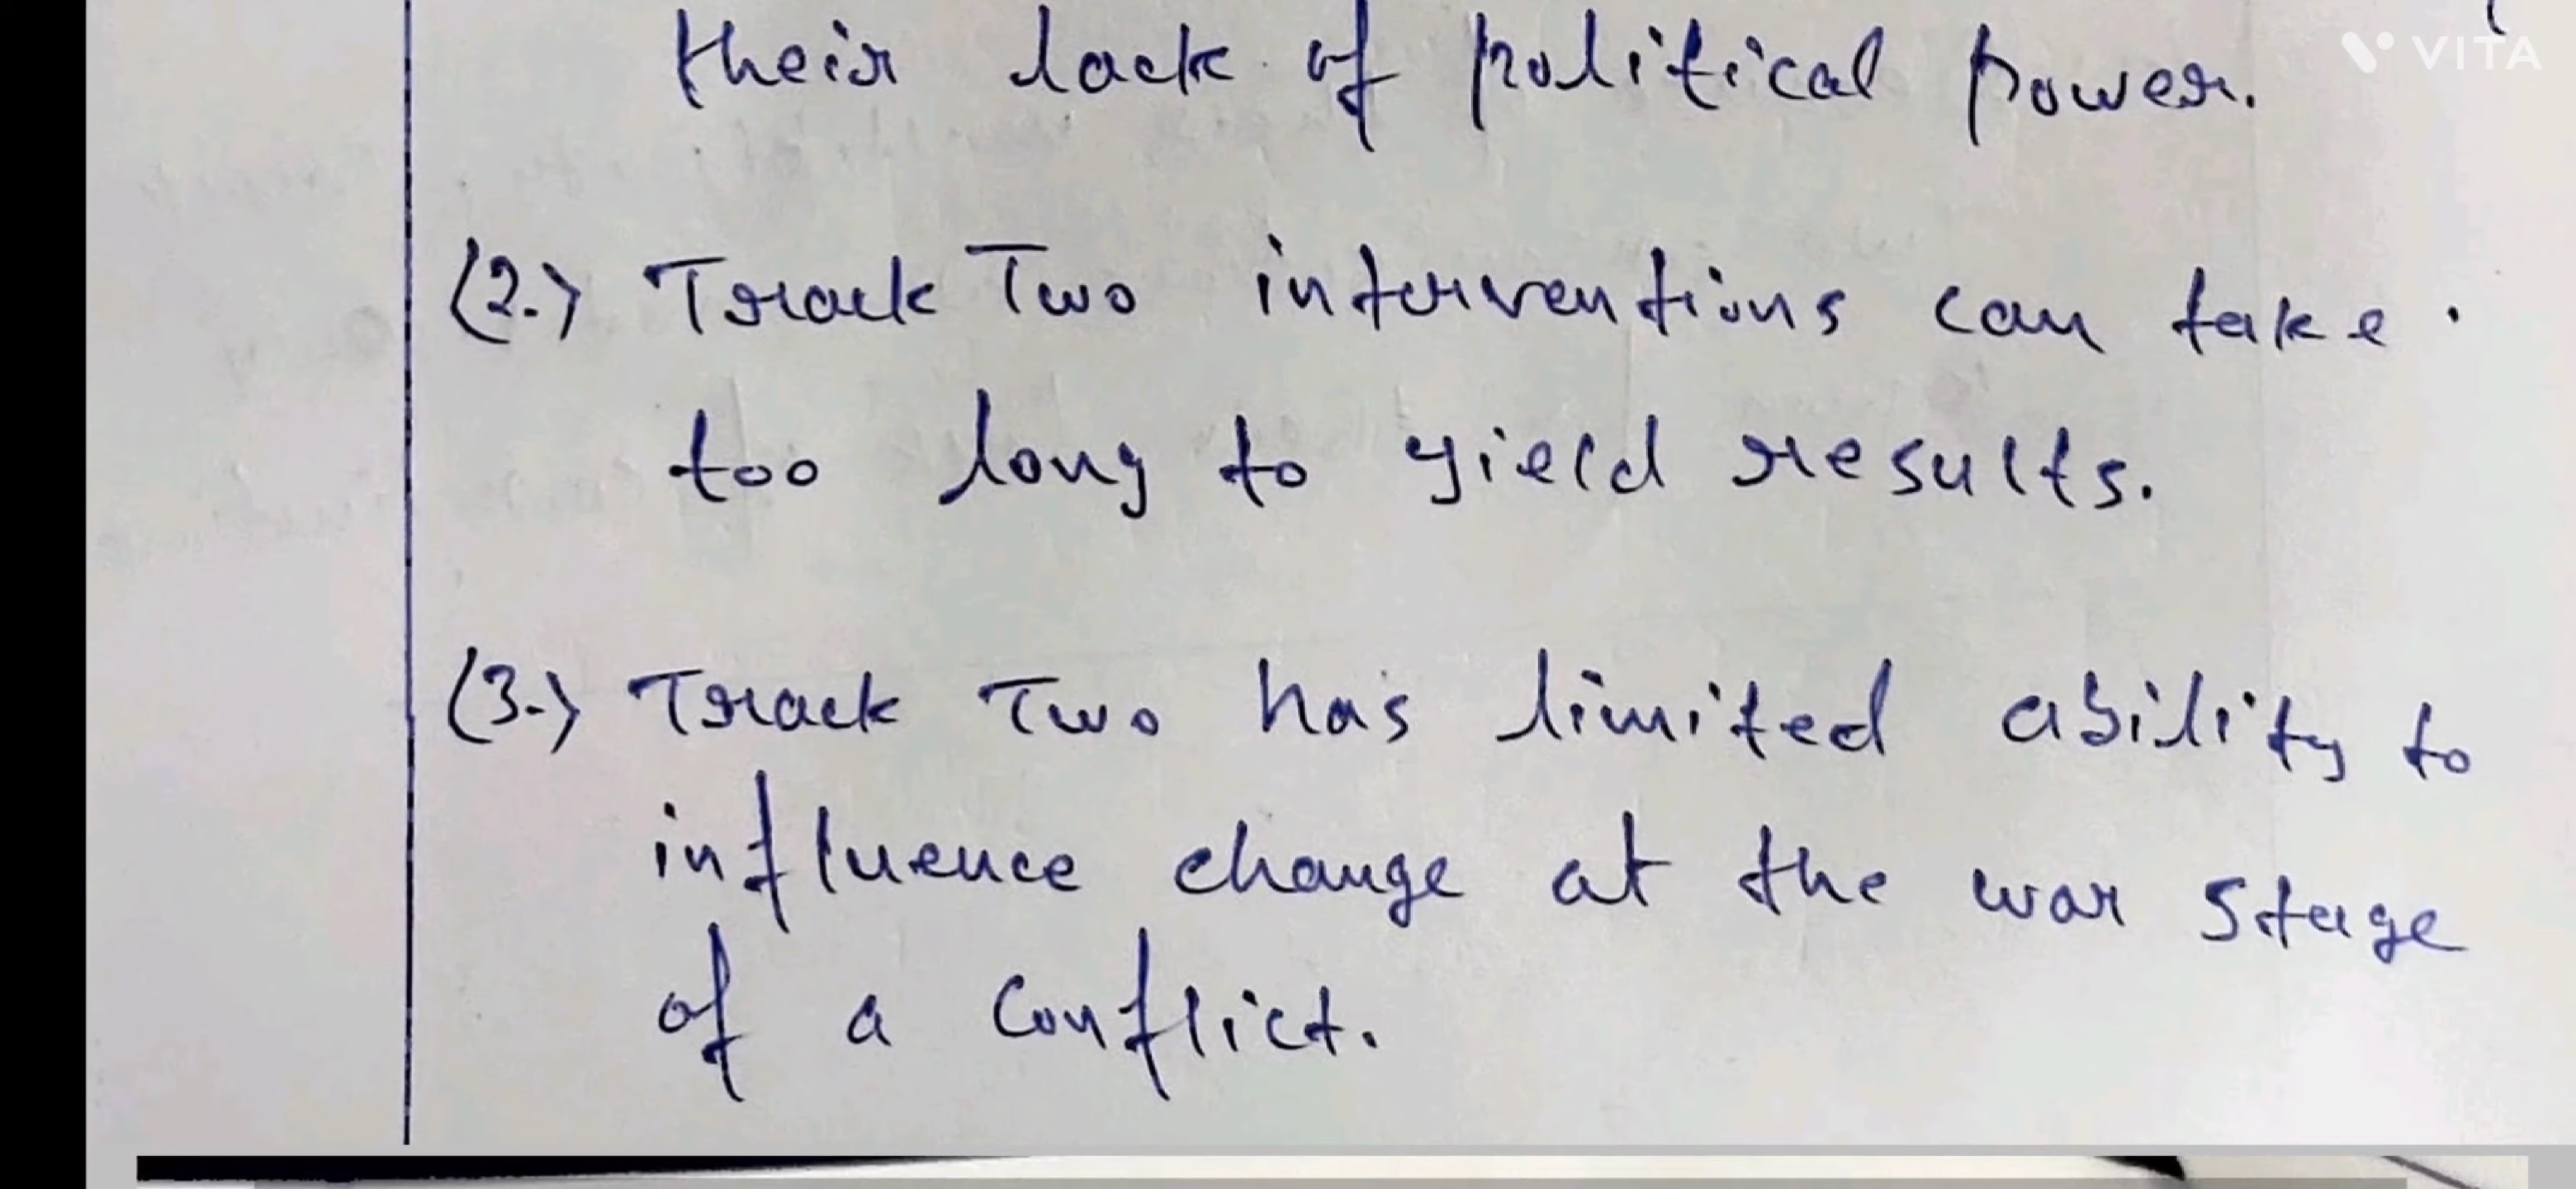 their lack of political power.
VITA
(2.) Track Two interventions can take
too long to yield results.
(3.) Track Two has limited ability to
influence change at the war stage
of a conflict.